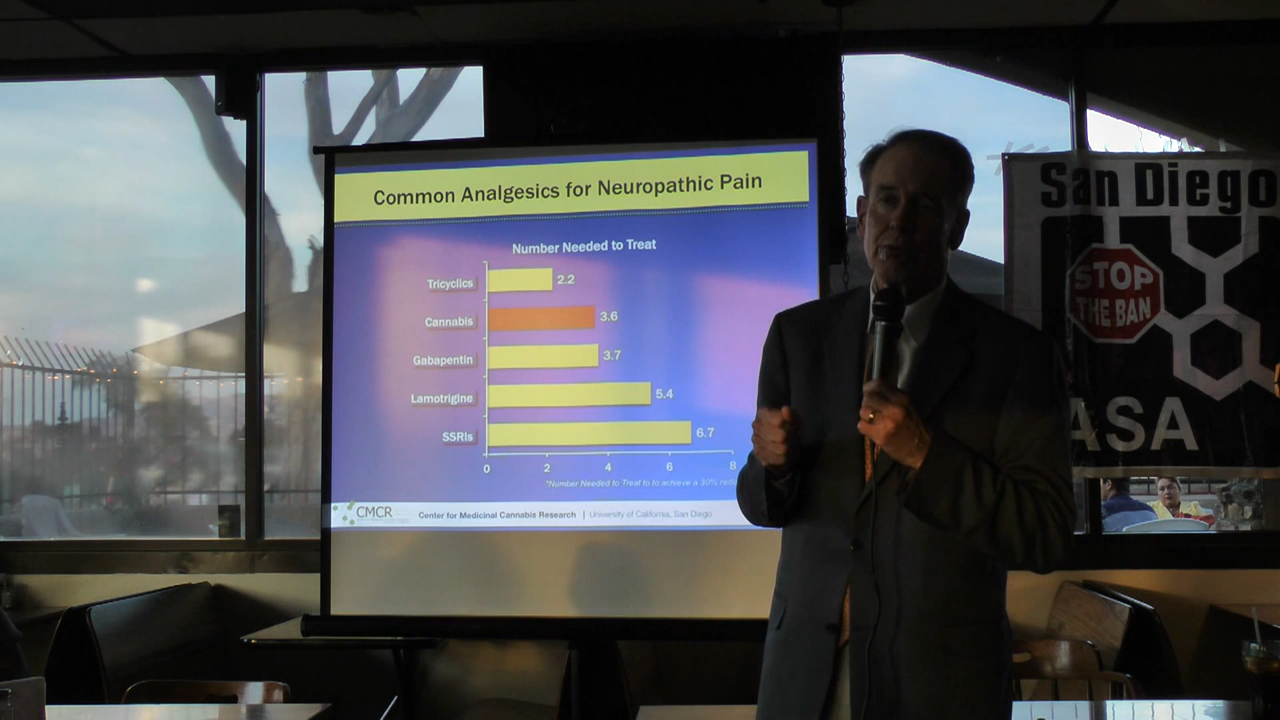 Common Analgesics for Neuropathic Pain
Number Needed to Treat
Tricyclics 2.2
Cannabis 3.6
Gabapentin 3.7
Lamotrigine 5.4
SSRIs 6.7
0 2 4 6 8
*Number Needed to Treat to to achieve a 30%
CMCR
Center for Medicinal Cannabis Research | University of California, San Diego
San Diego
STOP
THE BAN
ASA